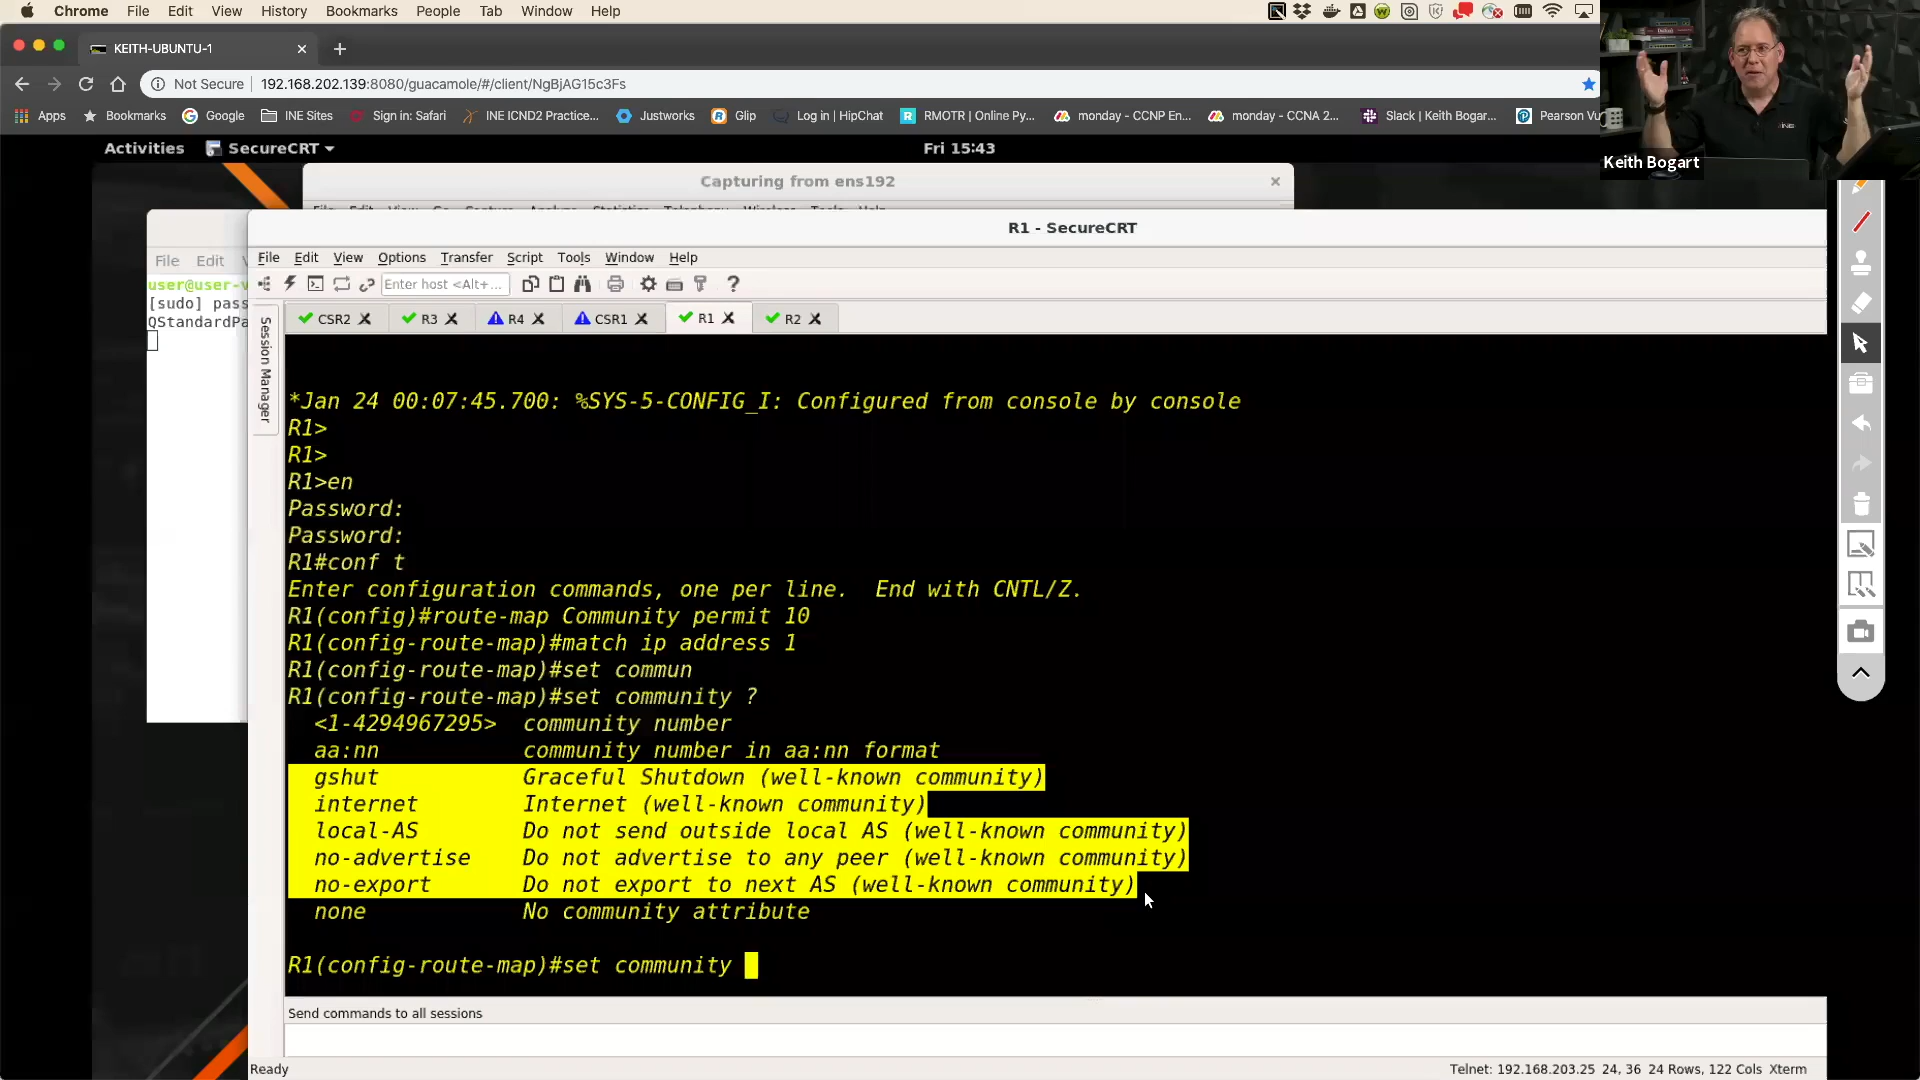 Chrome File Edit View History Bookmarks People Tab Window Help
KEITH-UBUNTU-1
Not Secure 192.168.202.139:8080/guacamole/#/client/NgBjAG15c3Fs
Apps Bookmarks Google INE Sites Sign in: Safari INE ICND2 Practice... Justworks Glip Log in | HipChat RMOTR | Online Py... monday - CCNP En... monday - CCNA 2... Slack | Keith Bogar... Pearson Vu
Keith Bogart
Activities SecureCRT Fri 15:43
Capturing from ens192
R1 - SecureCRT
File Edit
File Edit View Options Transfer Script Tools Window Help
user@user-v
[sudo] pass
QStandardPa
Enter host <Alt+...
Session Manager
CSR2 R3 R4 CSR1 R1 R2
*Jan 24 00:07:45.700: %SYS-5-CONFIG_I: Configured from console by console
R1>
R1>
R1>en
Password:
Password:
R1#conf t
Enter configuration commands, one per line. End with CNTL/Z.
R1(config)#route-map Community permit 10
R1(config-route-map)#match ip address 1
R1(config-route-map)#set commun
R1(config-route-map)#set community ?
<1-4294967295> community number
aa:nn community number in aa:nn format
gshut Graceful Shutdown (well-known community)
internet Internet (well-known community)
local-AS Do not send outside local AS (well-known community)
no-advertise Do not advertise to any peer (well-known community)
no-export Do not export to next AS (well-known community)
none No community attribute
R1(config-route-map)#set community
Send commands to all sessions
Ready Telnet: 192.168.203.25 24, 36 24 Rows, 122 Cols Xterm